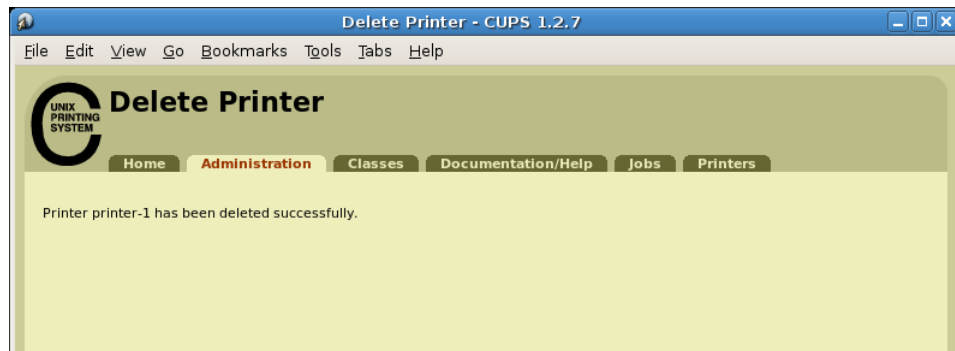 Delete Printer - CUPS 1.2.7
File Edit View Go Bookmarks Tools Tabs Help
UNIX
PRINTING
SYSTEM
Delete Printer
Home Administration Classes Documentation/Help Jobs Printers
Printer printer-1 has been deleted successfully.